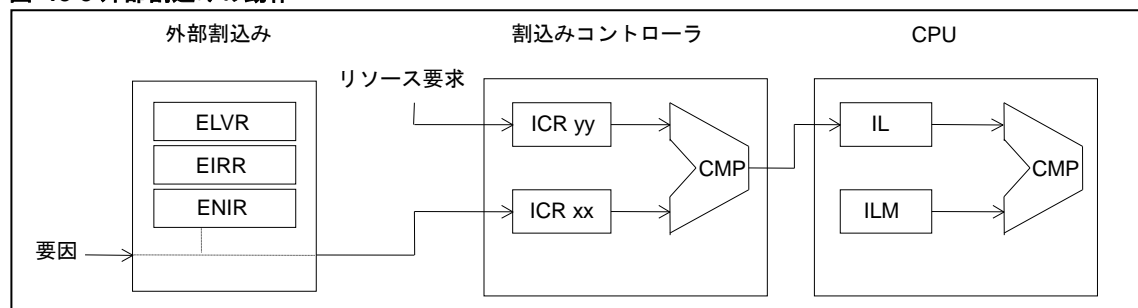 外部割込み
割込みコントローラ
CPU
リソース要求
ELVR
EIRR
ENIR
要因
ICR yy
ICR xx
CMP
IL
ILM
CMP